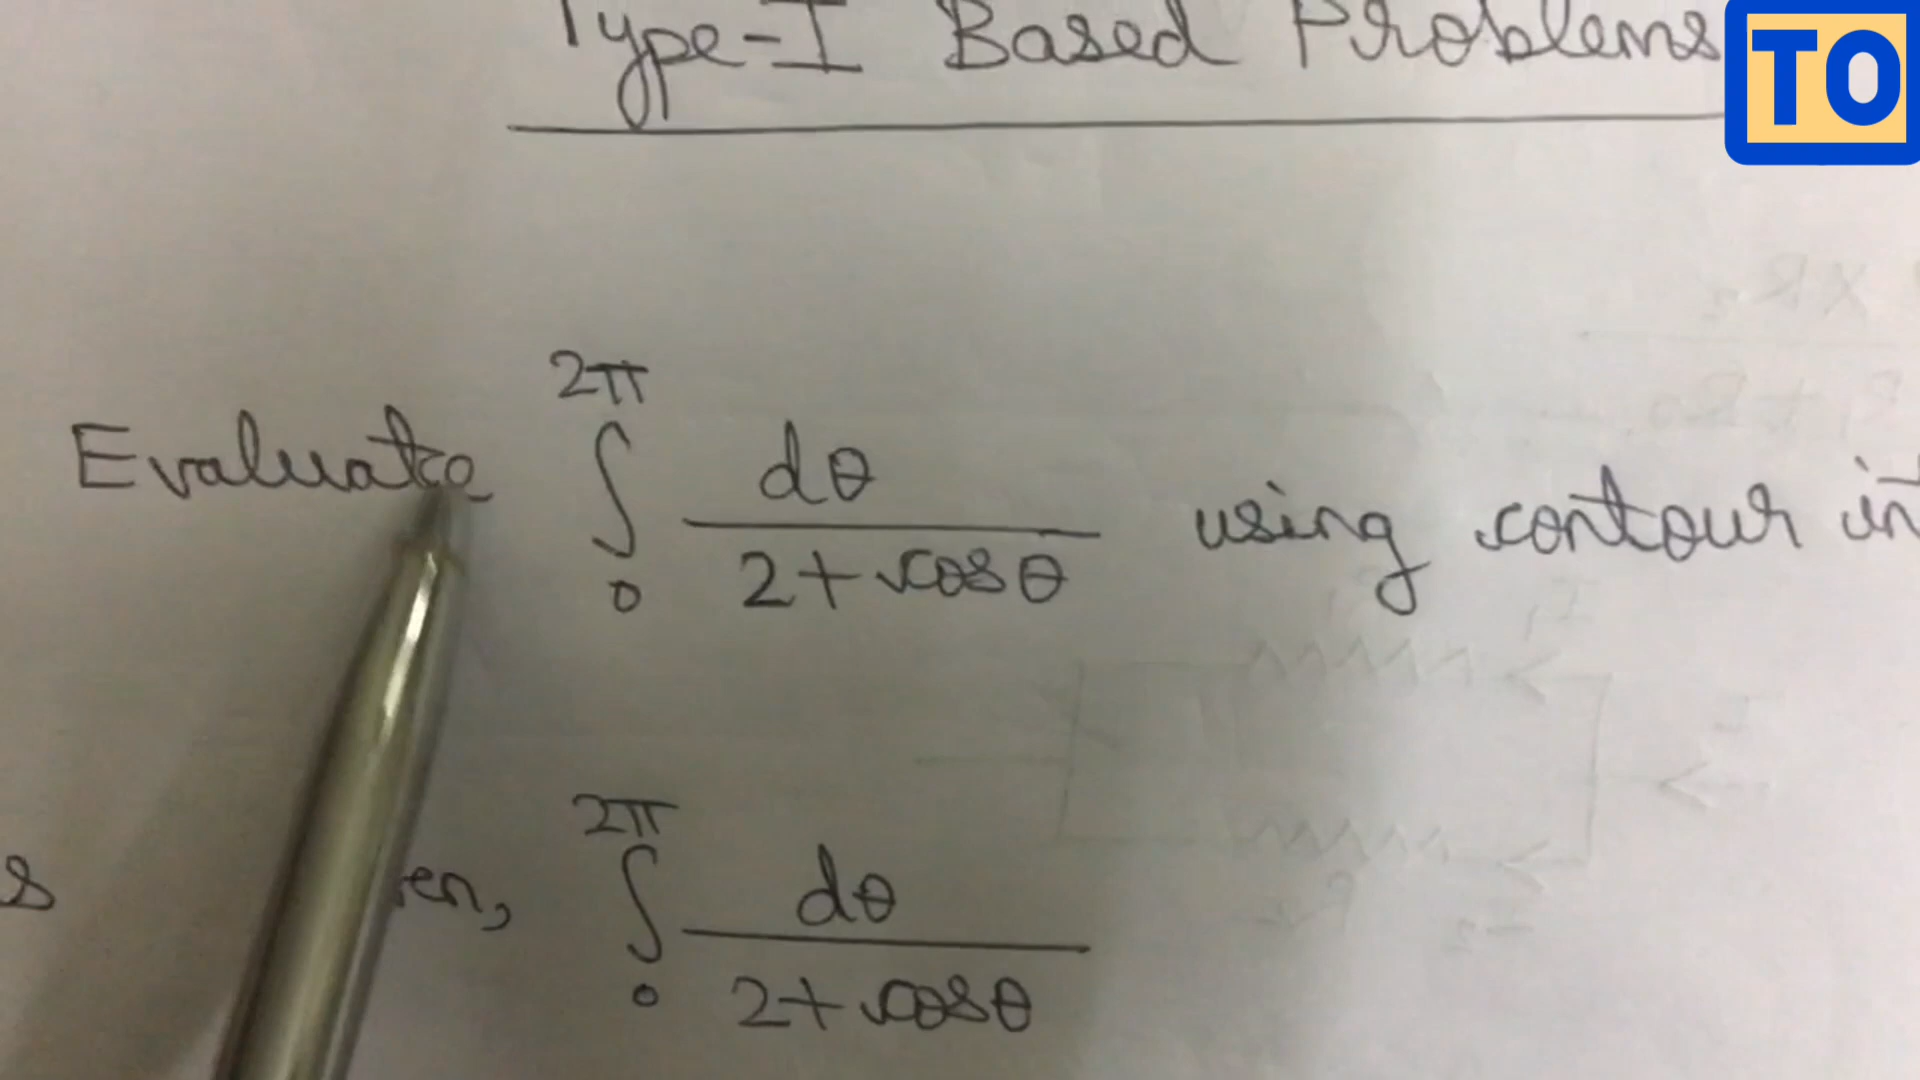 Type-I Based Problems
TO
Evaluate ∫₀^2π dθ / (2 + cosθ) using contour in
s en, ∫₀^2π dθ / (2 + cosθ)